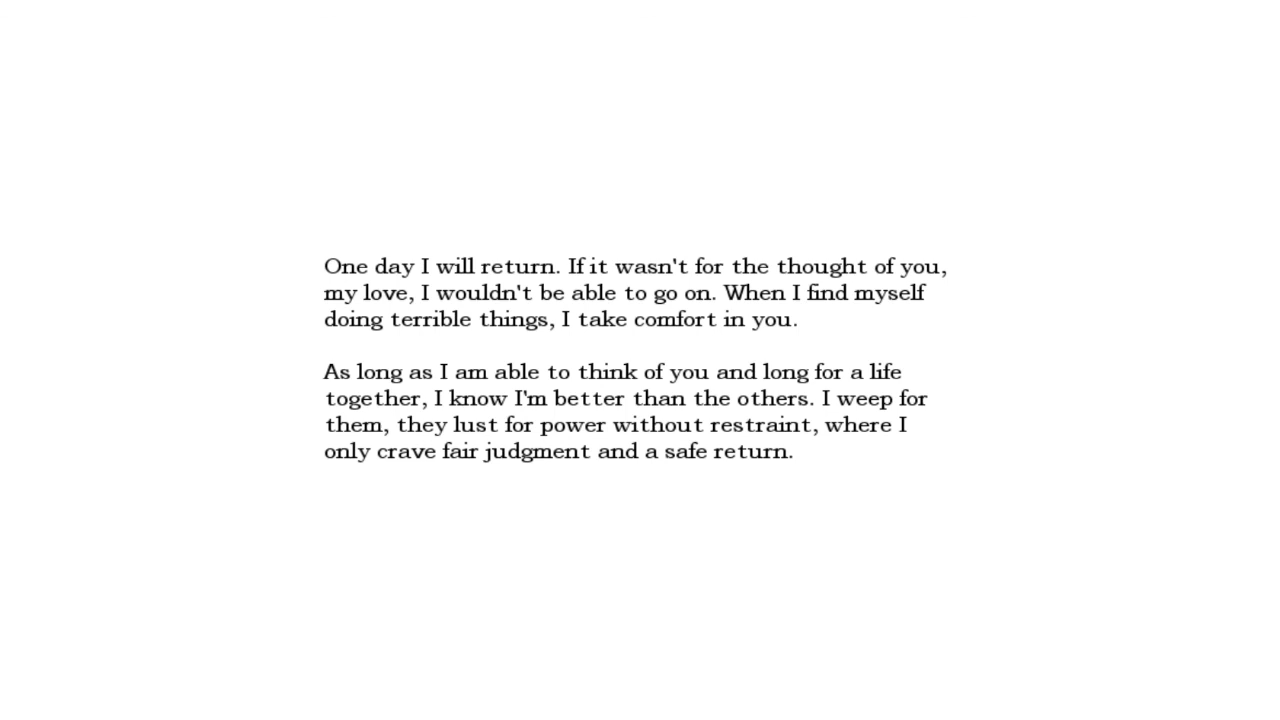 One day I will return. If it wasn't for the thought of you,
my love, I wouldn't be able to go on. When I find myself
doing terrible things, I take comfort in you.
As long as I am able to think of you and long for a life
together, I know I'm better than the others. I weep for
them, they lust for power without restraint, where I
only crave fair judgment and a safe return.